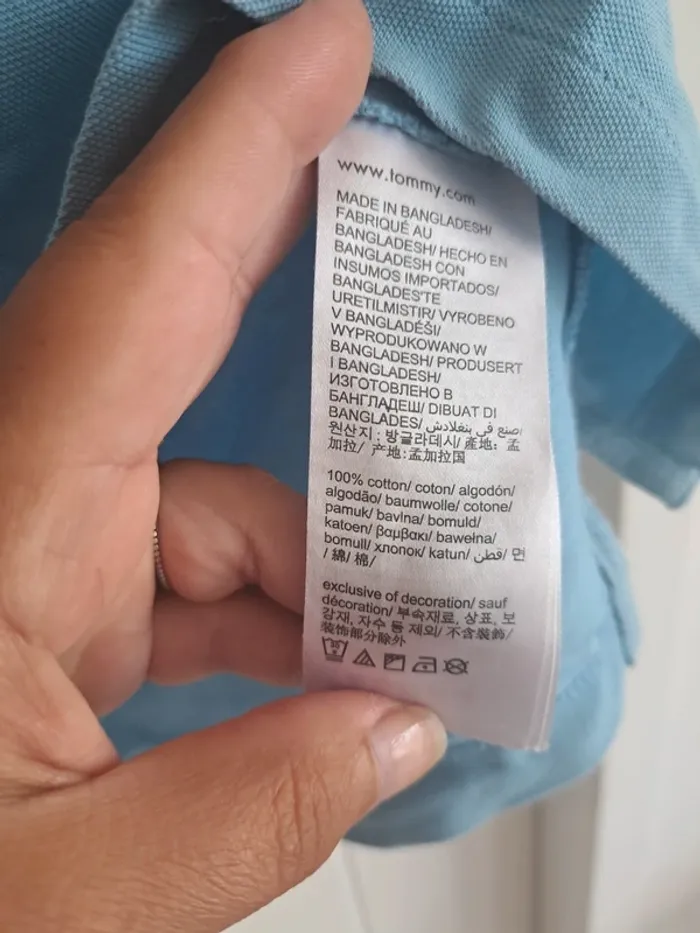 www.tommy.com
MADE IN BANGLADESH/
FABRIQUÉ AU
BANGLADESH/ HECHO EN
BANGLADESH CON
INSUMOS IMPORTADOS/
BANGLADEŞ'TE
URETILMISTIR/ VYROBENO
V BANGLADÉŠI/
WYPRODUKOWANO W
BANGLADESH/ PRODUSERT
I BANGLADESH/
ИЗГОТОВЛЕНО В
БАНГЛАДЕШ/ DIBUAT DI
BANGLADES/ صنع في بنغلادش/
원산지 : 방글라데시/ 產地: 孟
加拉/ 产地:孟加拉国
100% cotton/ coton/ algodón/
algodão/ baumwolle/ cotone/
pamuk/ bavlna/ bomuld/
katoen/ βαμβακι/ bawełna/
bomull/ хлопок/ katun/ قطن/ 면
/ 綿/ 棉/
exclusive of decoration/ sauf
décoration/ 부속재료, 상표, 보
강재, 자수 등 제외/ 不含裝飾/
装饰部分除外